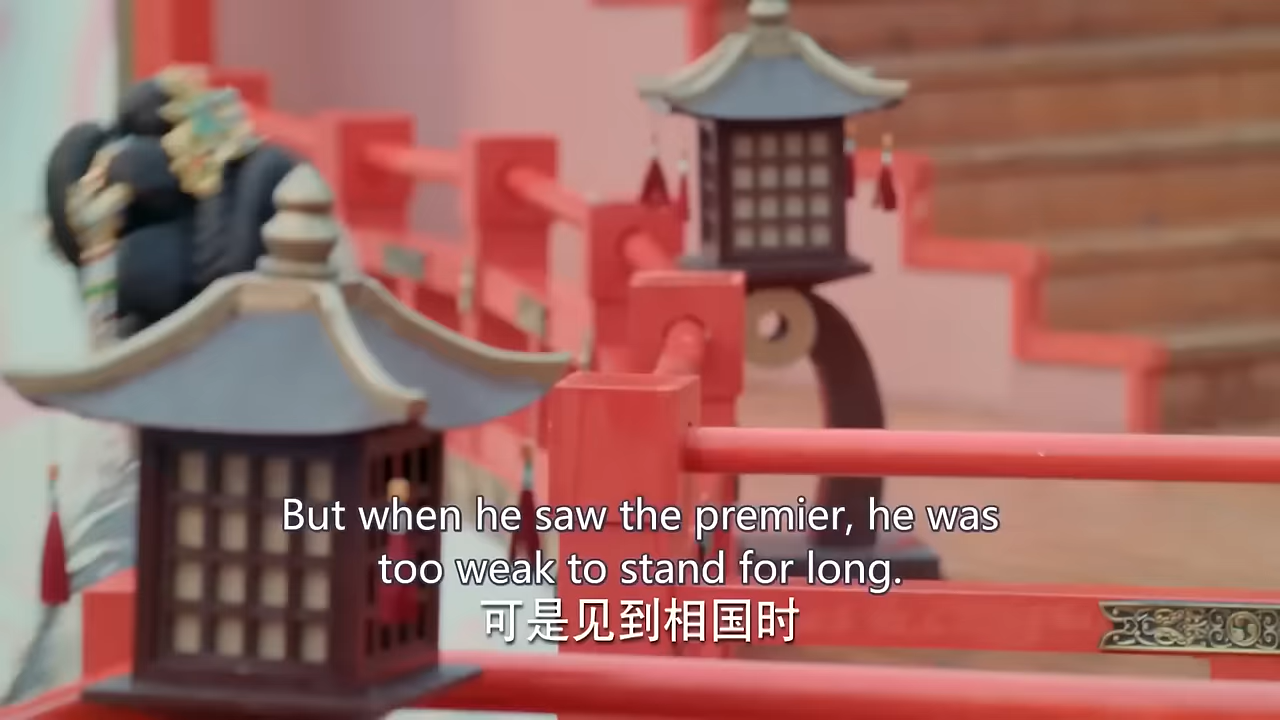 But when he saw the premier, he was
too weak to stand for long.
可是见到相国时